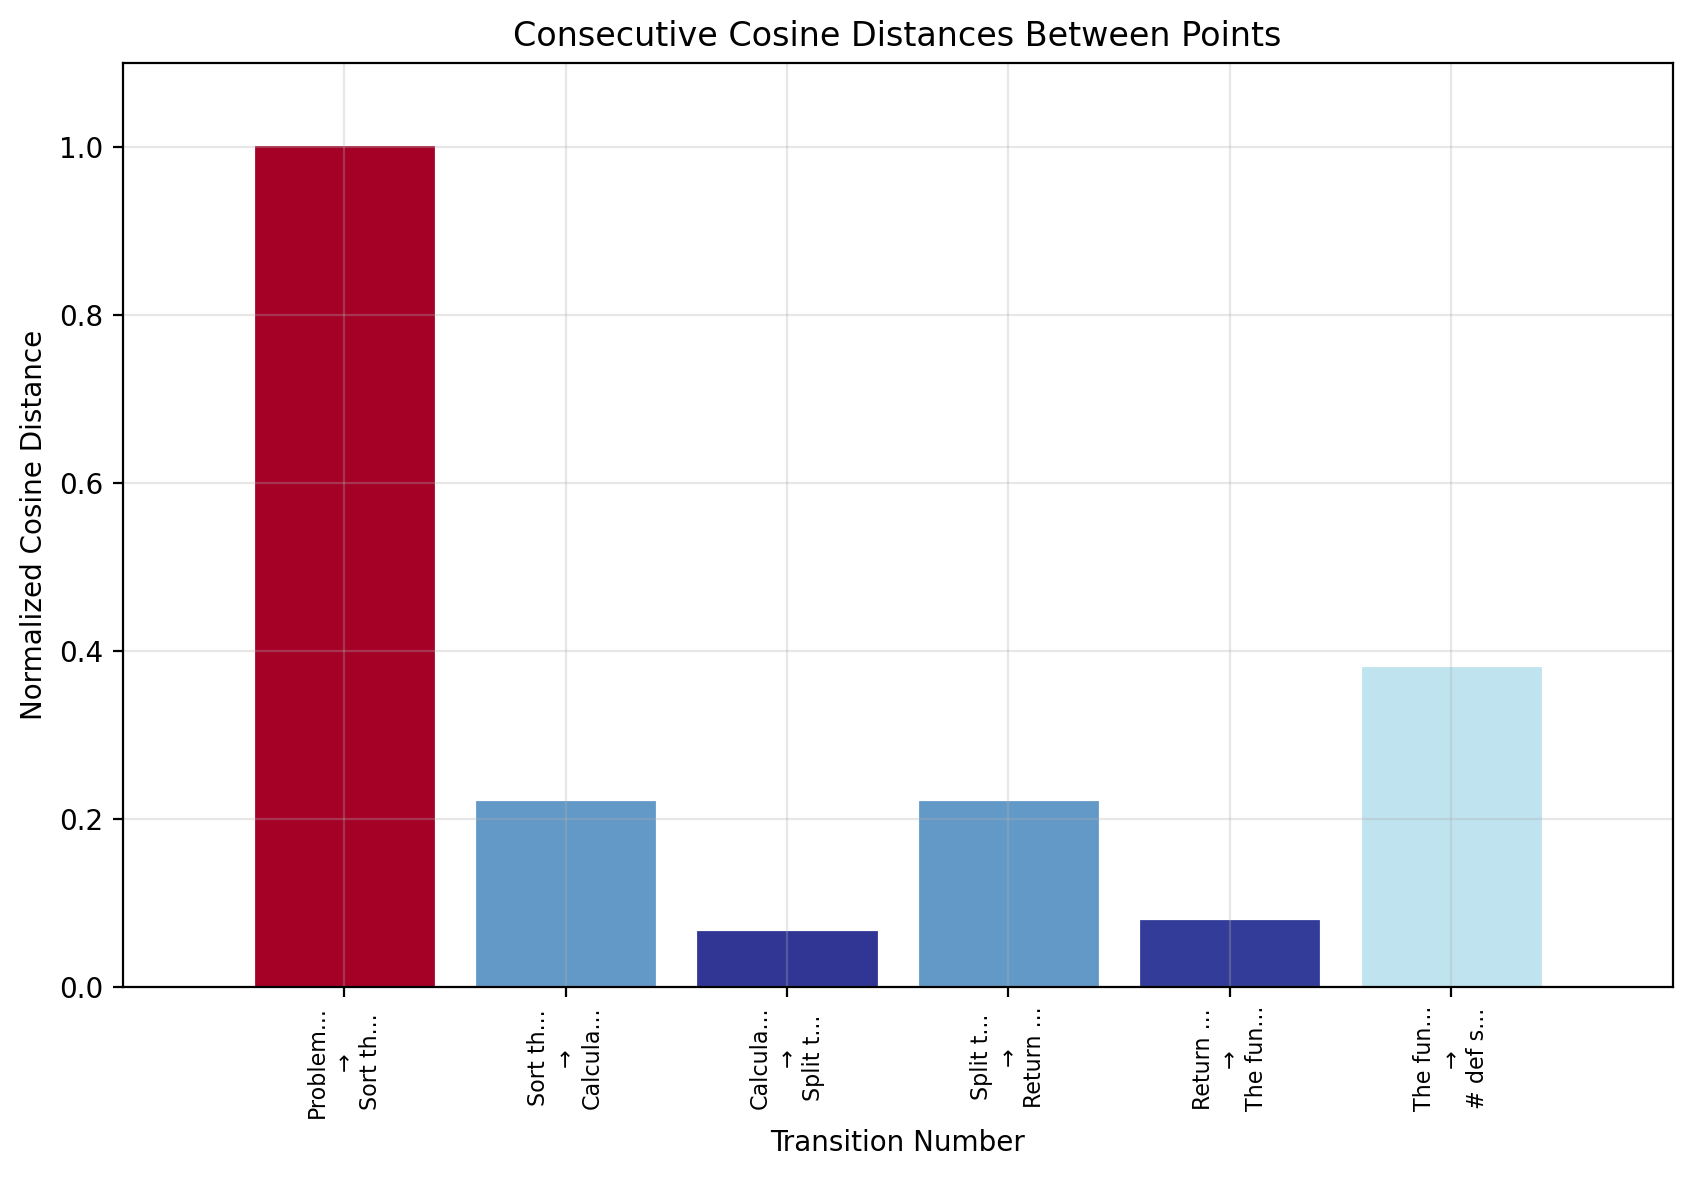 Consecutive Cosine Distances Between Points
Normalized Cosine Distance
1.0
0.8
0.6
0.4
0.2
0.0
Problem...
→
Sort th...
Sort th...
→
Calcula...
Calcula...
→
Split t...
Split t...
→
Return ...
Return ...
→
The fun...
The fun...
→
# def s...
Transition Number